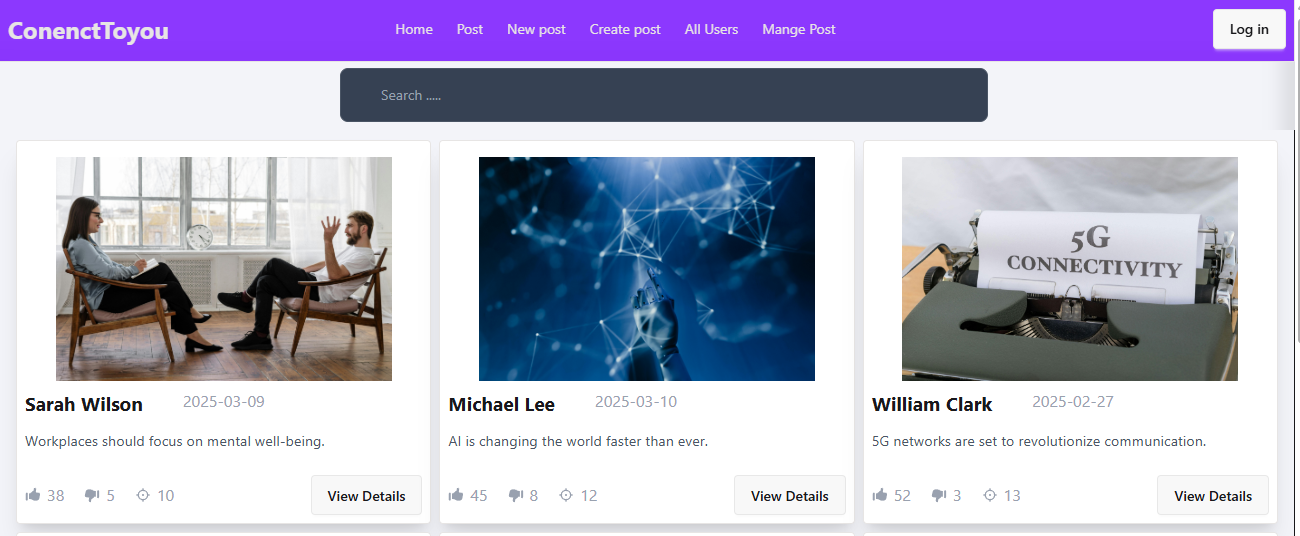 ConenctToyou
Home Post New post Create post All Users Mange Post
Log in
Search .....
5G
CONNECTIVITY
Sarah Wilson 2025-03-09
Workplaces should focus on mental well-being.
38 5 10 View Details
Michael Lee 2025-03-10
AI is changing the world faster than ever.
45 8 12 View Details
William Clark 2025-02-27
5G networks are set to revolutionize communication.
52 3 13 View Details